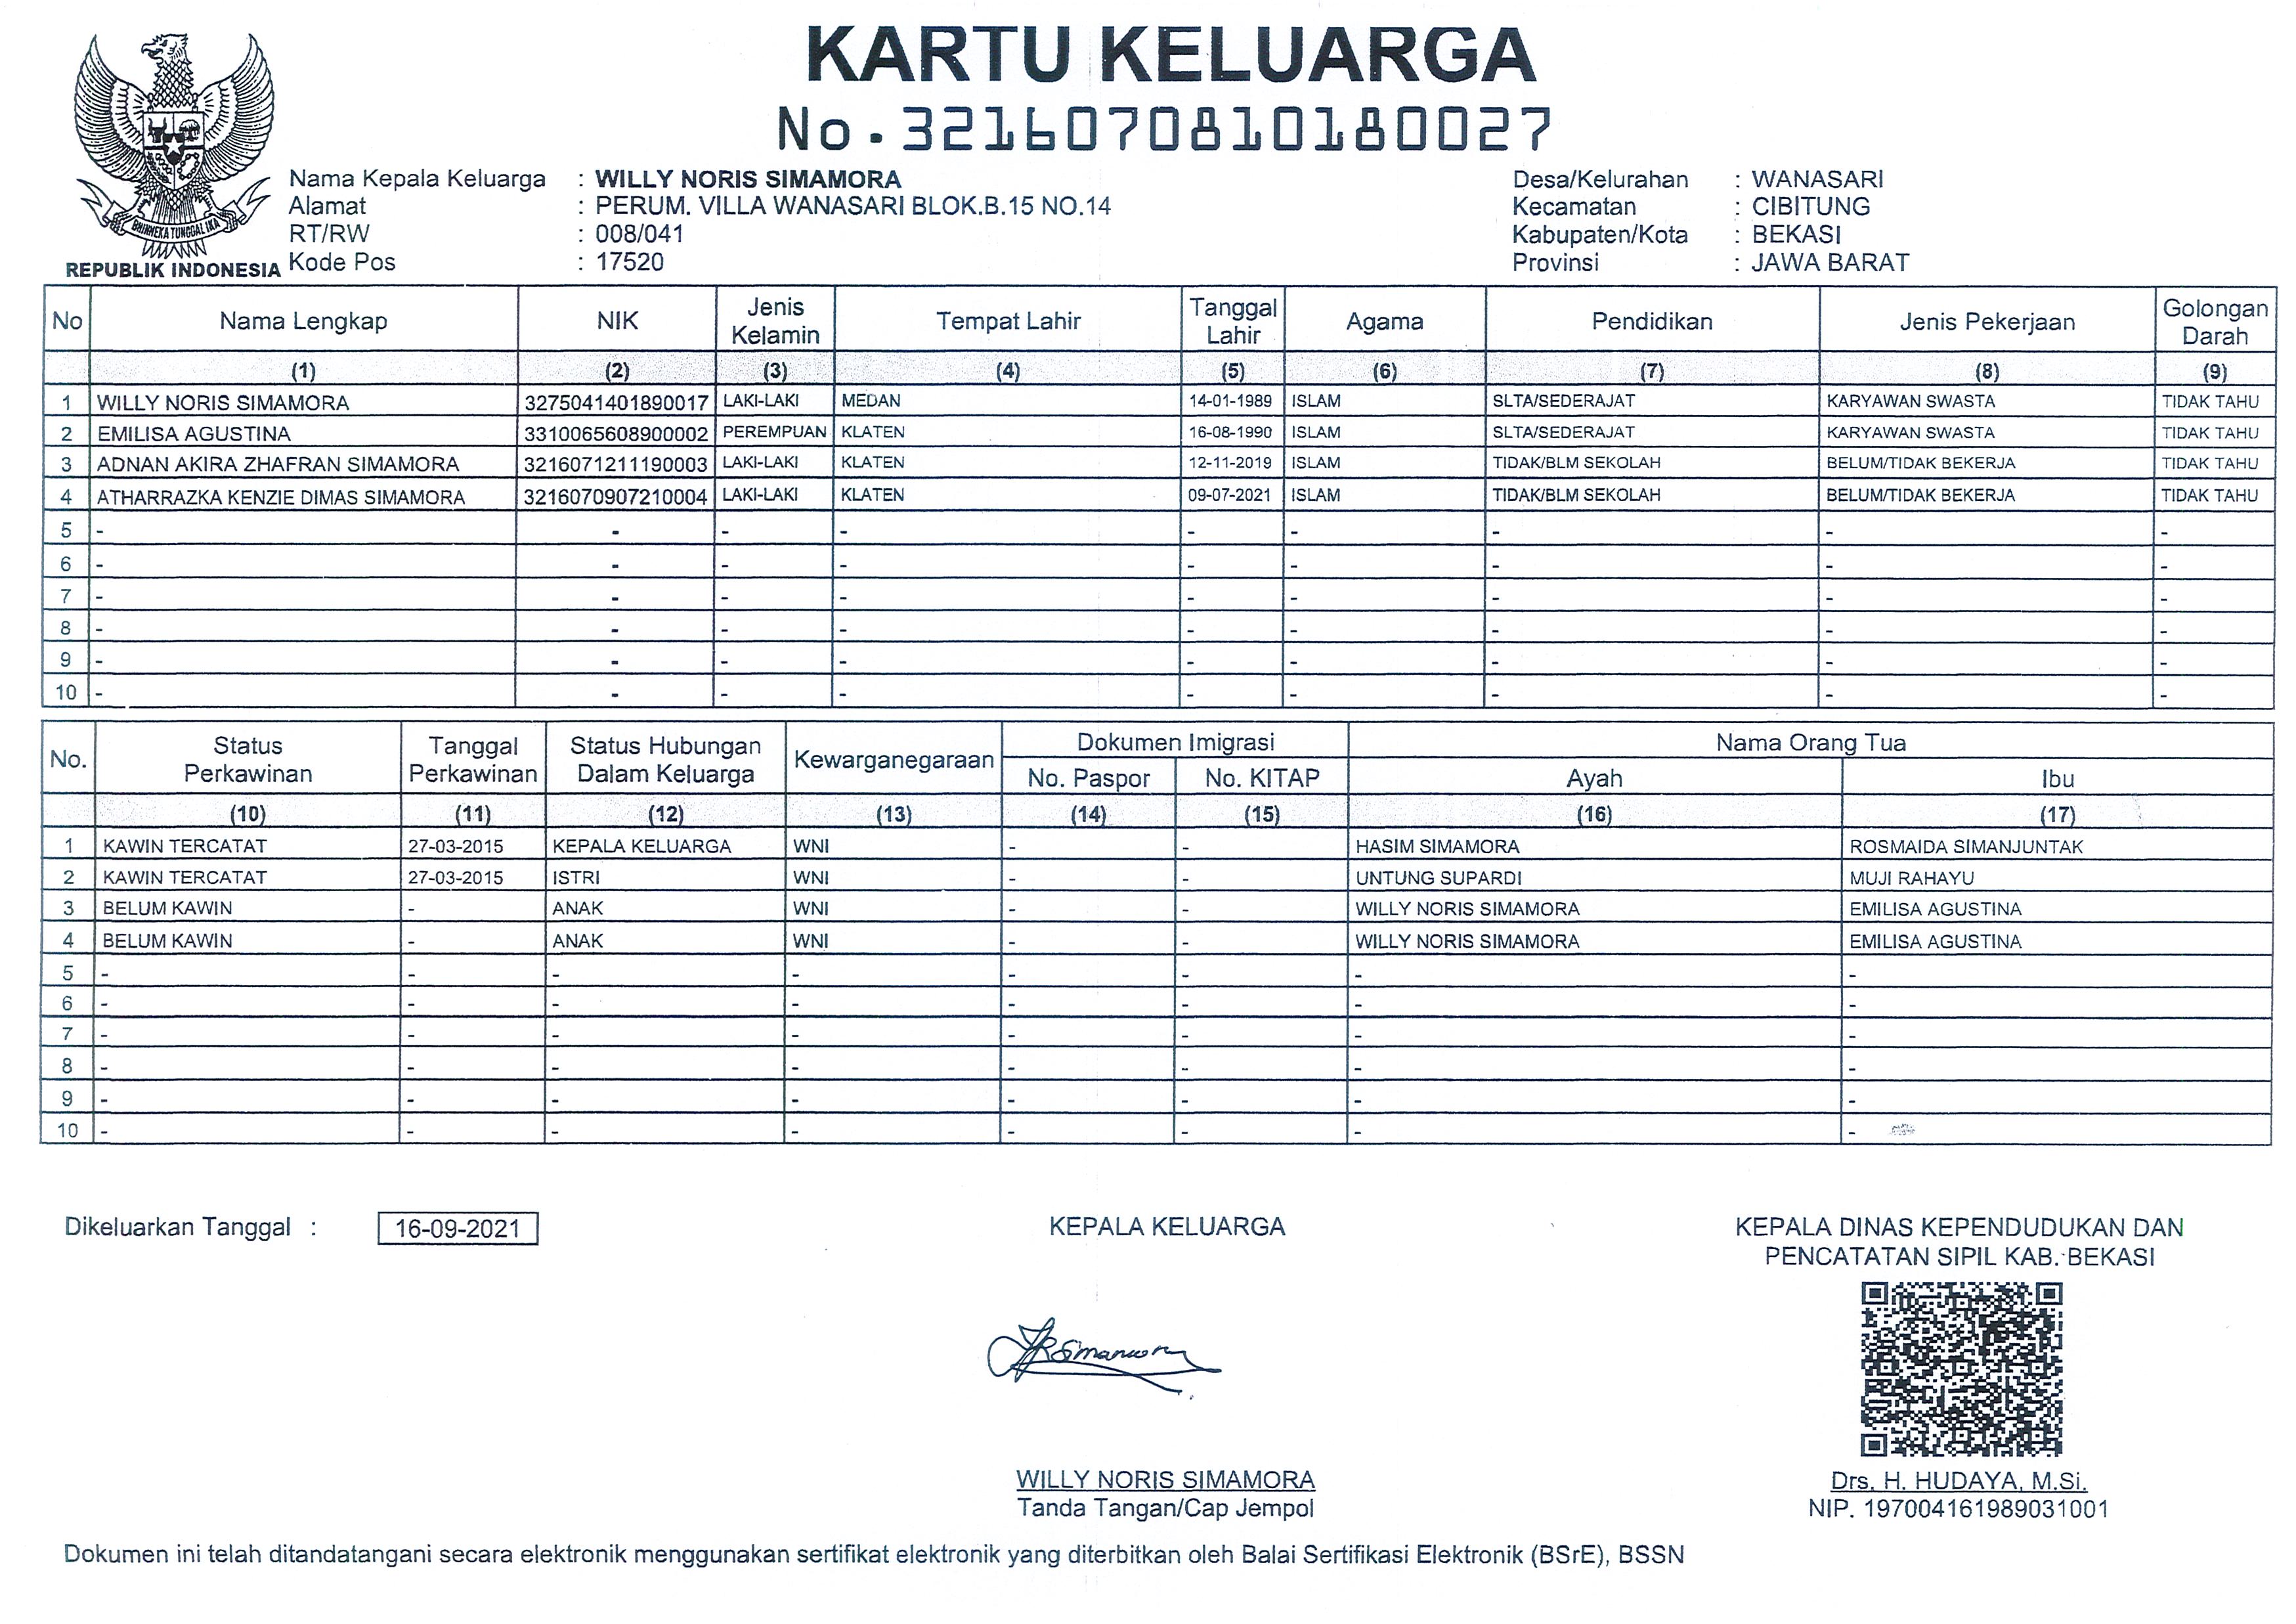 KARTU KELUARGA
No.3216070810180027
BHINNEKA TUNGGAL IKA
REPUBLIK INDONESIA
Nama Kepala Keluarga : WILLY NORIS SIMAMORA
Alamat : PERUM. VILLA WANASARI BLOK.B.15 NO.14
RT/RW : 008/041
Kode Pos : 17520
Desa/Kelurahan : WANASARI
Kecamatan : CIBITUNG
Kabupaten/Kota : BEKASI
Provinsi : JAWA BARAT
No Nama Lengkap NIK Jenis Kelamin Tempat Lahir Tanggal Lahir Agama Pendidikan Jenis Pekerjaan Golongan Darah
(1) (2) (3) (4) (5) (6) (7) (8) (9)
1 WILLY NORIS SIMAMORA 3275041401890017 LAKI-LAKI MEDAN 14-01-1989 ISLAM SLTA/SEDERAJAT KARYAWAN SWASTA TIDAK TAHU
2 EMILISA AGUSTINA 3310065608900002 PEREMPUAN KLATEN 16-08-1990 ISLAM SLTA/SEDERAJAT KARYAWAN SWASTA TIDAK TAHU
3 ADNAN AKIRA ZHAFRAN SIMAMORA 3216071211190003 LAKI-LAKI KLATEN 12-11-2019 ISLAM TIDAK/BLM SEKOLAH BELUM/TIDAK BEKERJA TIDAK TAHU
4 ATHARRAZKA KENZIE DIMAS SIMAMORA 3216070907210004 LAKI-LAKI KLATEN 09-07-2021 ISLAM TIDAK/BLM SEKOLAH BELUM/TIDAK BEKERJA TIDAK TAHU
5 - - - - - - - - -
6 - - - - - - - - -
7 - - - - - - - - -
8 - - - - - - - - -
9 - - - - - - - - -
10 - - - - - - - - -
No. Status Perkawinan Tanggal Perkawinan Status Hubungan Dalam Keluarga Kewarganegaraan Dokumen Imigrasi Nama Orang Tua
No. Paspor No. KITAP Ayah Ibu
(10) (11) (12) (13) (14) (15) (16) (17)
1 KAWIN TERCATAT 27-03-2015 KEPALA KELUARGA WNI - - HASIM SIMAMORA ROSMAIDA SIMANJUNTAK
2 KAWIN TERCATAT 27-03-2015 ISTRI WNI - - UNTUNG SUPARDI MUJI RAHAYU
3 BELUM KAWIN - ANAK WNI - - WILLY NORIS SIMAMORA EMILISA AGUSTINA
4 BELUM KAWIN - ANAK WNI - - WILLY NORIS SIMAMORA EMILISA AGUSTINA
5 - - - - - - - -
6 - - - - - - - -
7 - - - - - - - -
8 - - - - - - - -
9 - - - - - - - -
10 - - - - - - - -
Dikeluarkan Tanggal : 16-09-2021
KEPALA KELUARGA
WILLY NORIS SIMAMORA
Tanda Tangan/Cap Jempol
KEPALA DINAS KEPENDUDUKAN DAN
PENCATATAN SIPIL KAB. BEKASI
Drs. H. HUDAYA, M.Si.
NIP. 197004161989031001
Dokumen ini telah ditandatangani secara elektronik menggunakan sertifikat elektronik yang diterbitkan oleh Balai Sertifikasi Elektronik (BSrE), BSSN